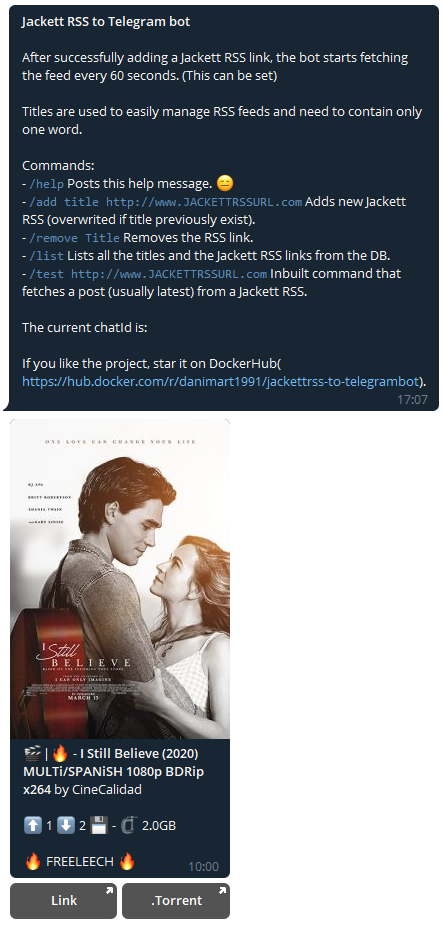 Jackett RSS to Telegram bot
After successfully adding a Jackett RSS link, the bot starts fetching
the feed every 60 seconds. (This can be set)
Titles are used to easily manage RSS feeds and need to contain only
one word.
Commands:
- /help Posts this help message. 😑
- /add title http://www.JACKETTRSSURL.com Adds new Jackett
RSS (overwrited if title previously exist).
- /remove Title Removes the RSS link.
- /list Lists all the titles and the Jackett RSS links from the DB.
- /test http://www.JACKETTRSSURL.com Inbuilt command that
fetches a post (usually latest) from a Jackett RSS.
The current chatId is:
If you like the project, star it on DockerHub(
https://hub.docker.com/r/danimart1991/jackettrss-to-telegrambot).
17:07
ONE LOVE CAN CHANGE YOUR LIFE
KJ APA
BRITT ROBERTSON
SHANIA TWAIN
GARY SINISE
I Still
BELIEVE
I CAN ONLY IMAGINE
MARCH 13
🎬 | 🔥 - I Still Believe (2020)
MULTi/SPANiSH 1080p BDRip
x264 by CineCalidad
⬆️ 1 ⬇️ 2 💾 - 🗜️ 2.0GB
🔥 FREELEECH 🔥
10:00
Link
.Torrent